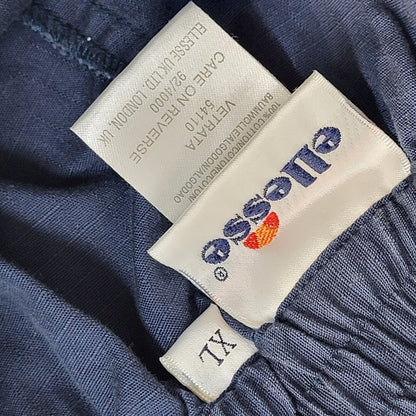 ellesse®
XL
100% COTTON/COTONE/COTON/
BAUMWOLLE/ALGODON/ALGODAO
54110
VETRATA
CARE ON REVERSE
92/4000
ELLESSE UK LTD. LONDON. UK